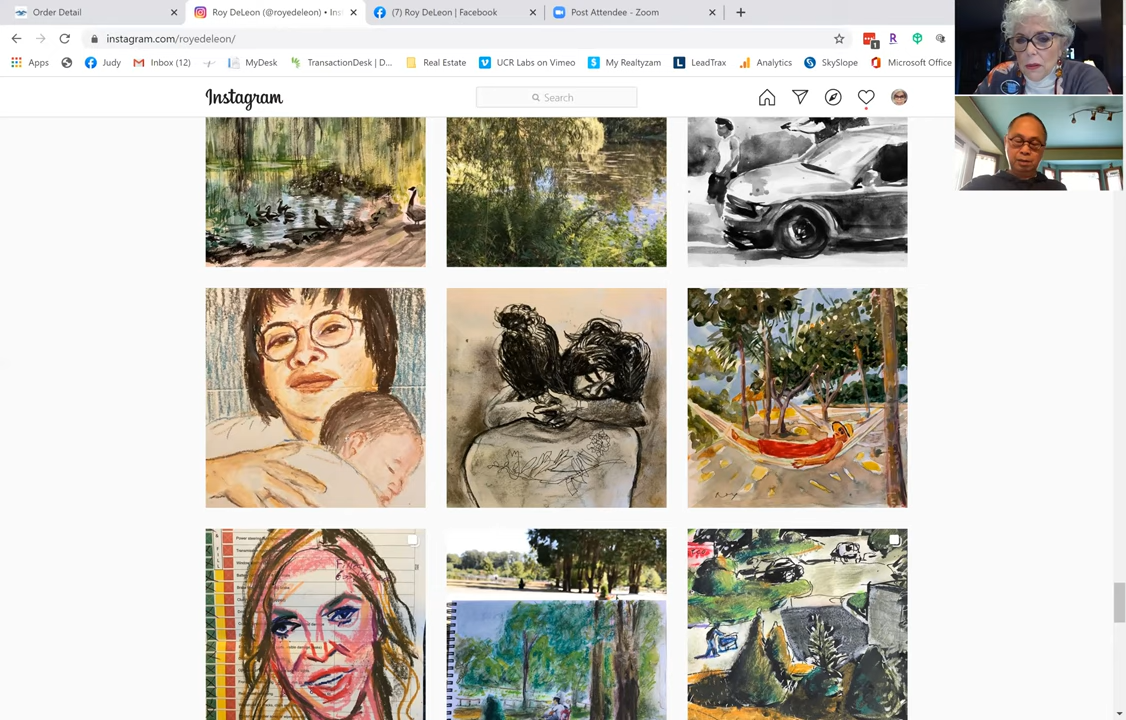 Order Detail
Roy DeLeon (@royedeleon) • Ins
(7) Roy DeLeon | Facebook
Post Attendee - Zoom
instagram.com/royedeleon/
1
R
Apps
Judy
Inbox (12)
MyDesk
TransactionDesk | D...
Real Estate
UCR Labs on Vimeo
My Realtyzam
LeadTrax
Analytics
SkySlope
Microsoft Office
Instagram
Search